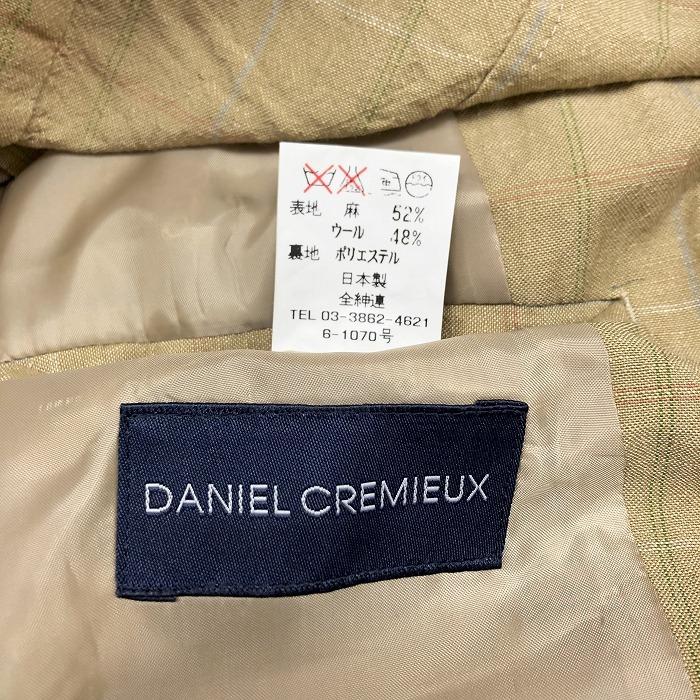 表地 麻 52%
ウール 48%
裏地 ポリエステル
日本製
全紳連
TEL 03-3862-4621
6-1070号
DANIEL CREMIEUX